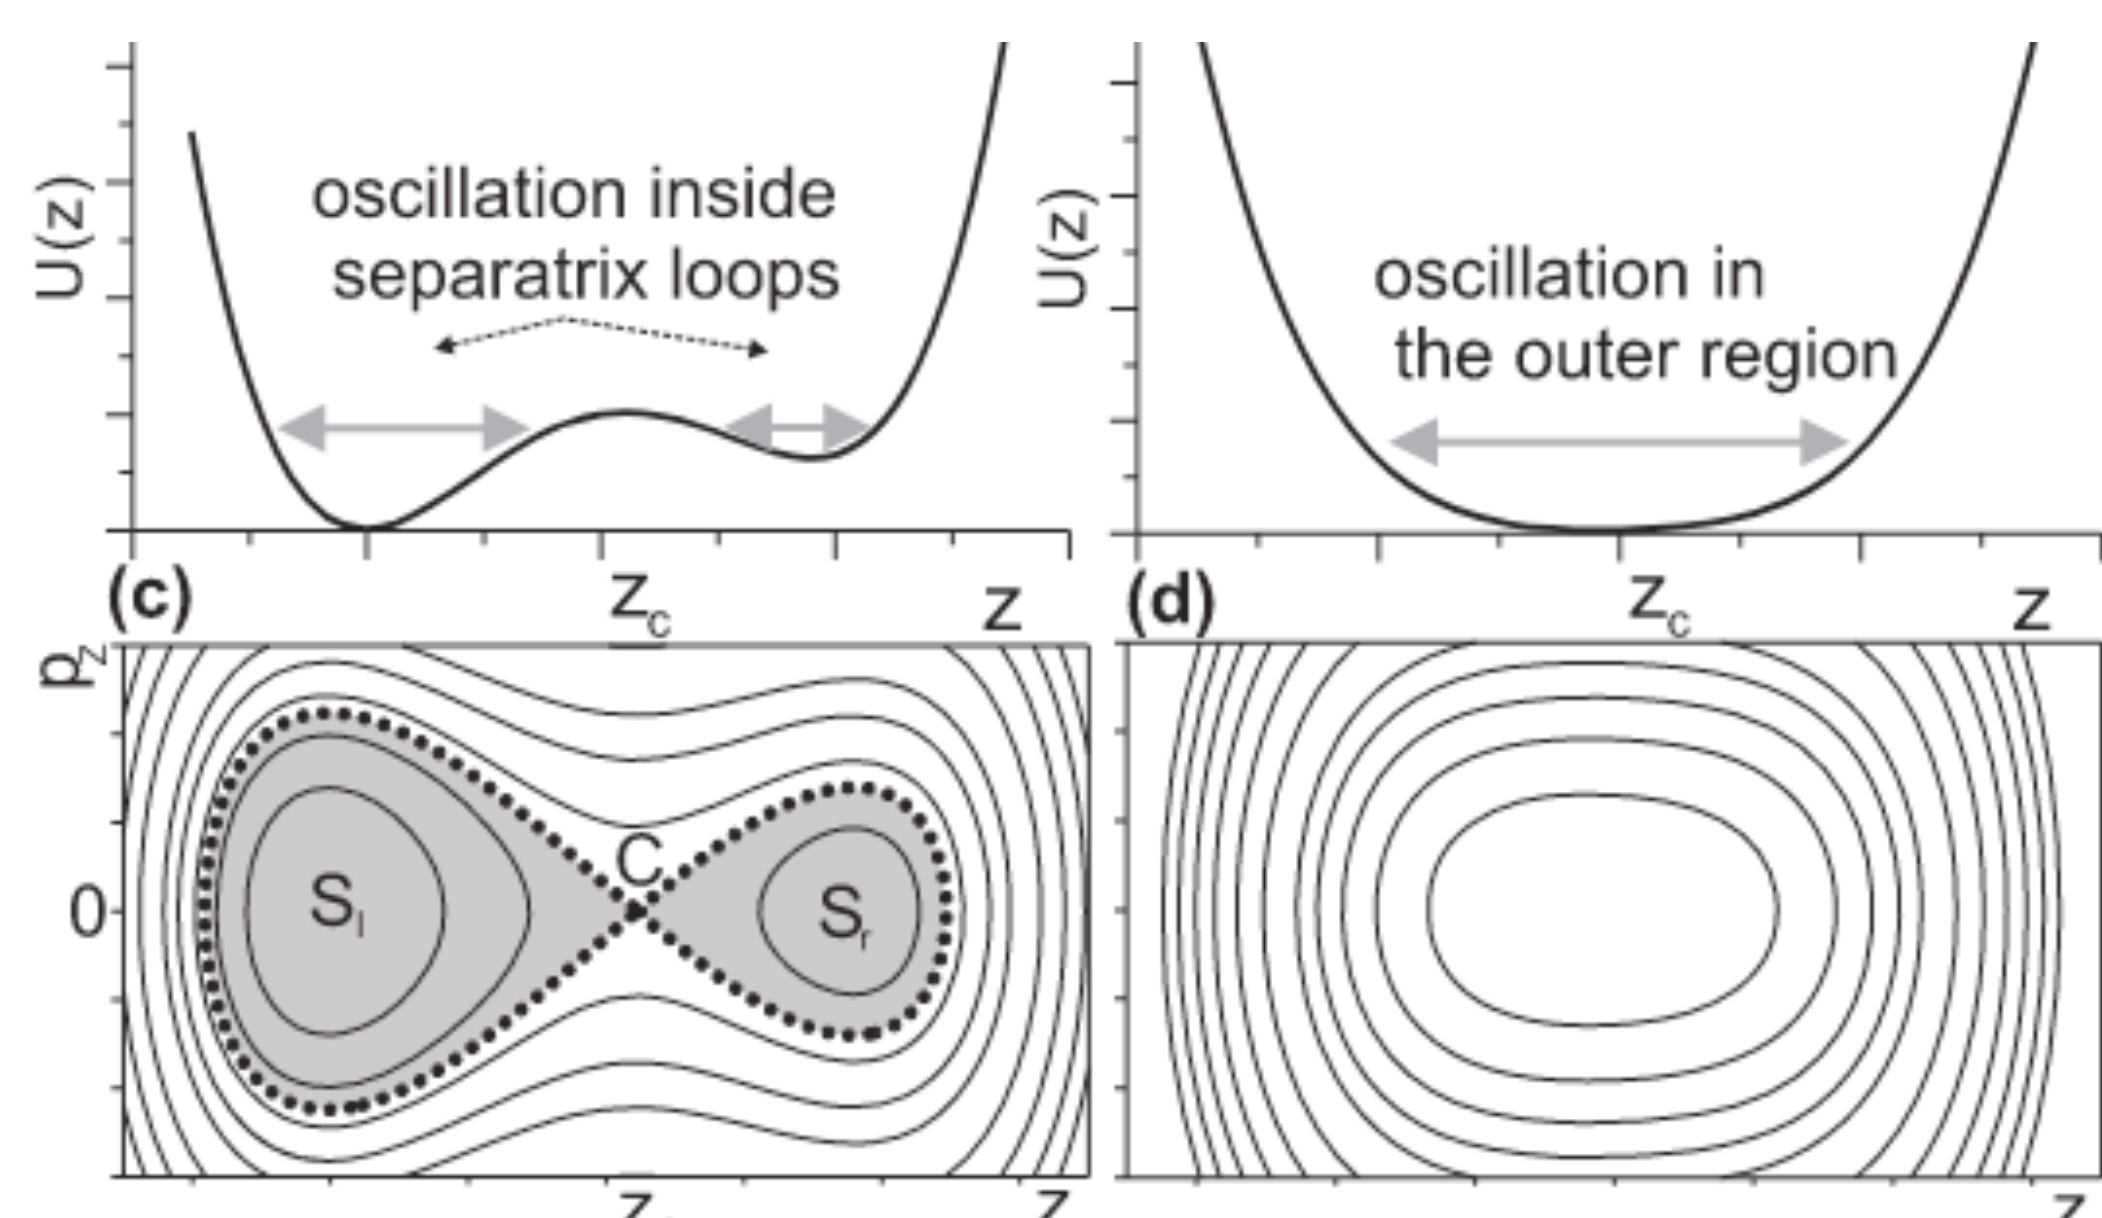 U(z)
oscillation inside
separatrix loops
U(z)
oscillation in
the outer region
(c)
z_c
z
(d)
z_c
z
p_z
0
S_l
C
S_r
z
z
z